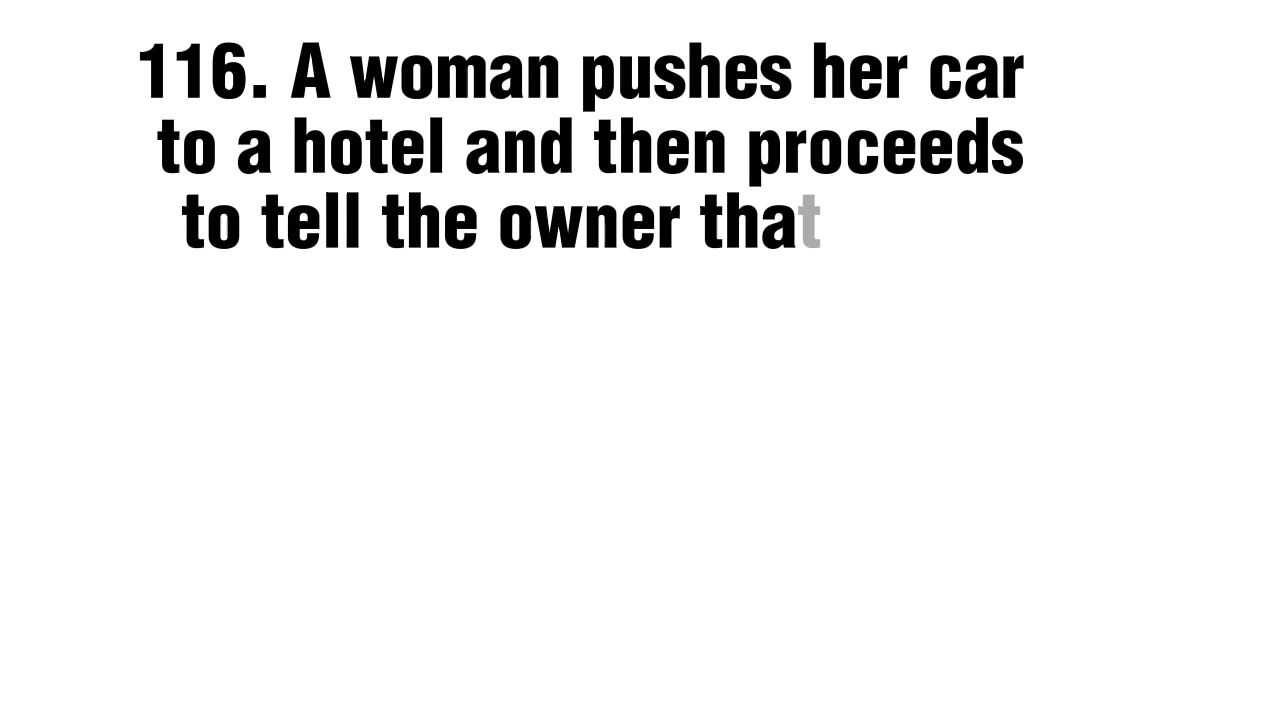 116. A woman pushes her car
to a hotel and then proceeds
to tell the owner that